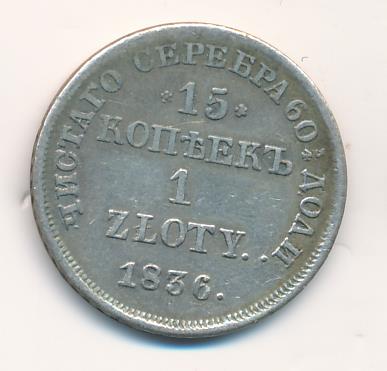 ЧИСТАГО СЕРЕБРА 60 ДОЛИ
15
КОПѢЕКЪ
1
ZŁOTY.
1836.